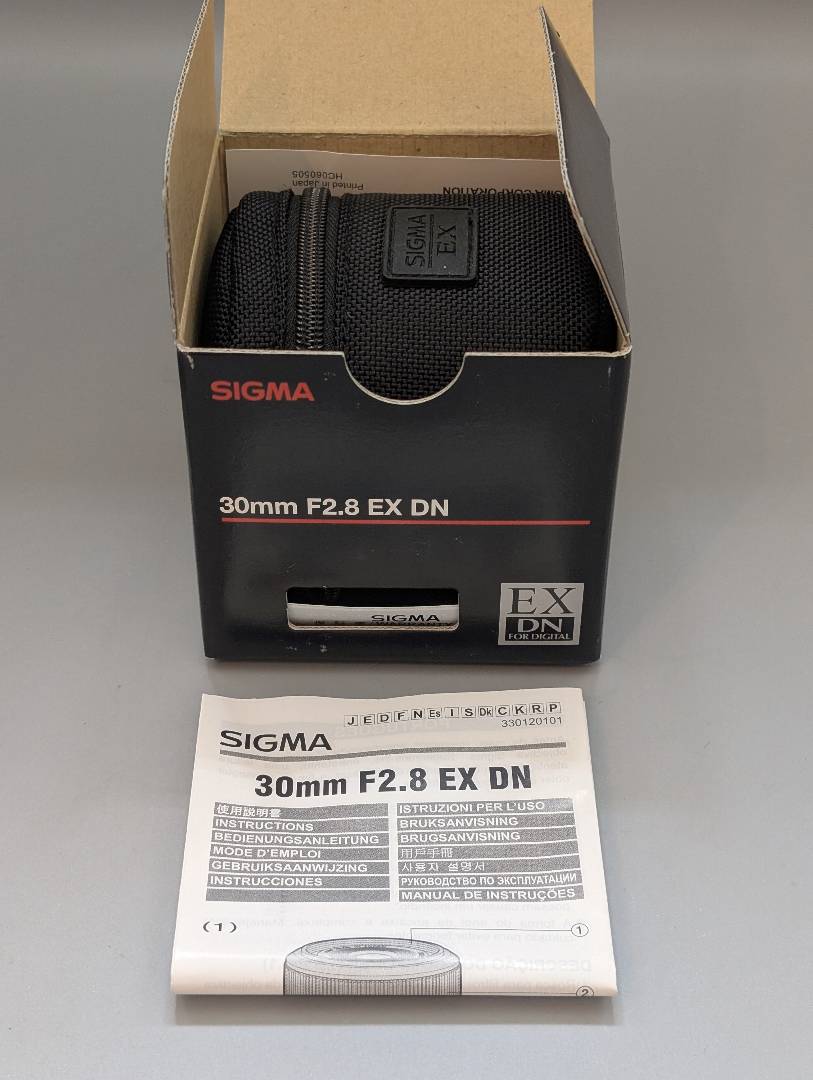 HC060505
Printed in Japan
SIGMA CORPORATION
SIGMA
EX
SIGMA
30mm F2.8 EX DN
SIGMA
EX
DN
FOR DIGITAL
J E D F N Es I S Dk C K R P
330120101
SIGMA
30mm F2.8 EX DN
使用説明書
INSTRUCTIONS
BEDIENUNGSANLEITUNG
MODE D'EMPLOI
GEBRUIKSAANWIJZING
INSTRUCCIONES
ISTRUZIONI PER L'USO
BRUKSANVISNING
BRUGSANVISNING
用戶手冊
사용자 설명서
РУКОВОДСТВО ПО ЭКСПЛУАТАЦИИ
MANUAL DE INSTRUÇÕES
(1)
1
2